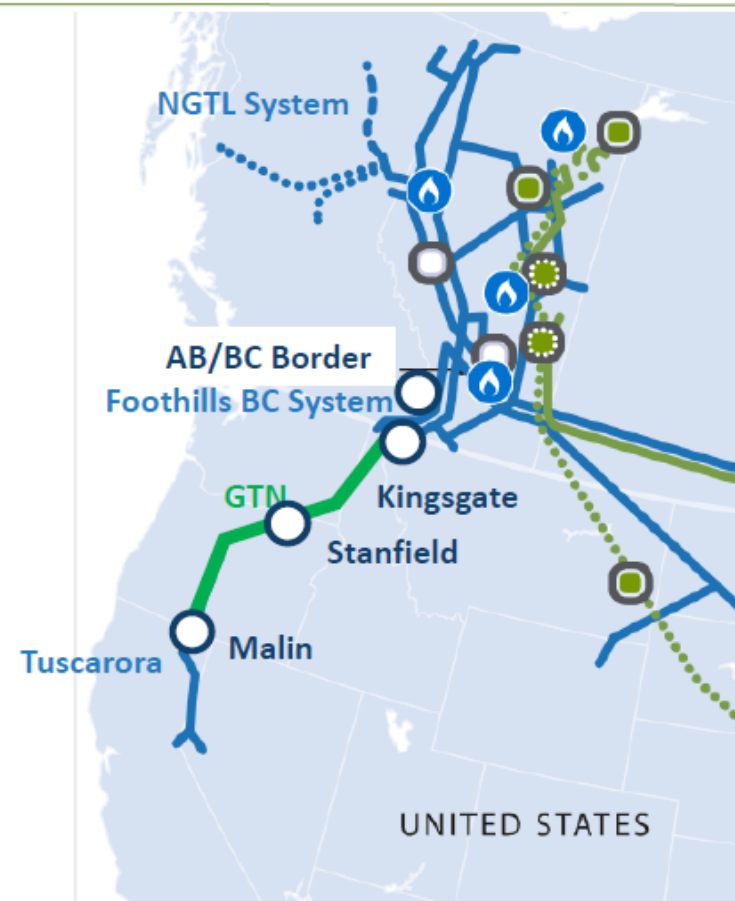 NGTL System
AB/BC Border
Foothills BC System
GTN
Kingsgate
Stanfield
Malin
Tuscarora
UNITED STATES